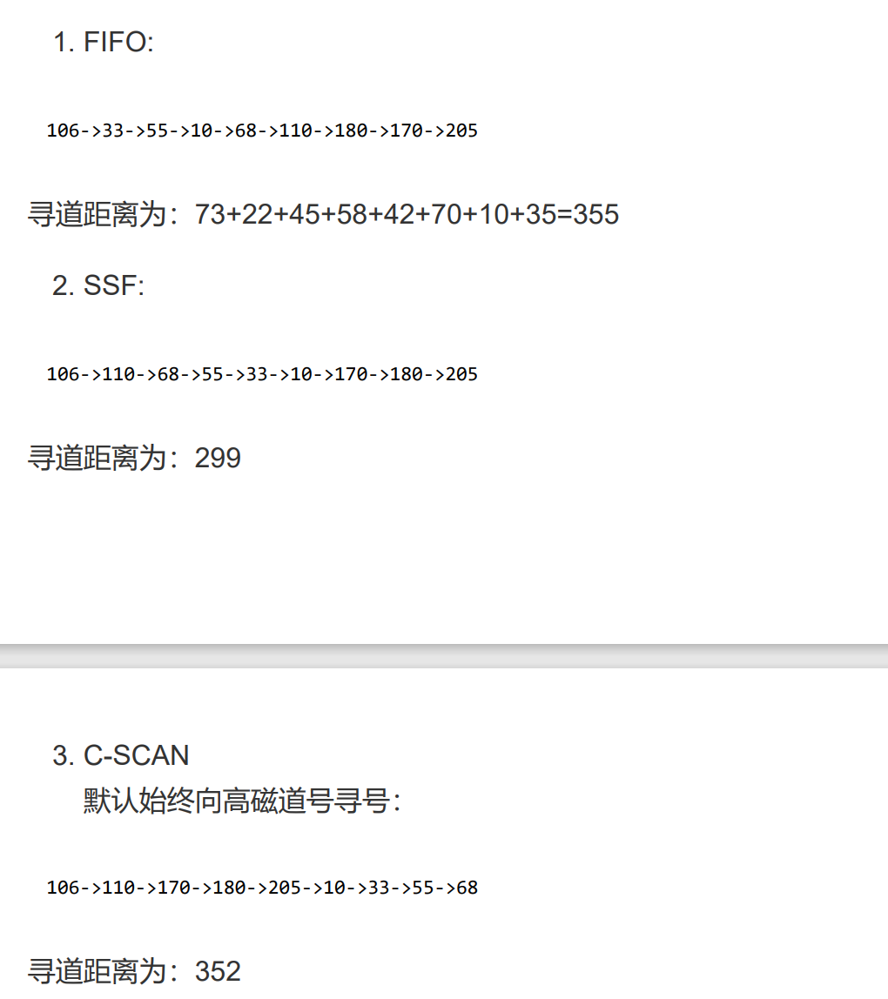 1. FIFO:
106->33->55->10->68->110->180->170->205
寻道距离为：73+22+45+58+42+70+10+35=355
2. SSF:
106->110->68->55->33->10->170->180->205
寻道距离为：299
3. C-SCAN
默认始终向高磁道号寻号：
106->110->170->180->205->10->33->55->68
寻道距离为：352